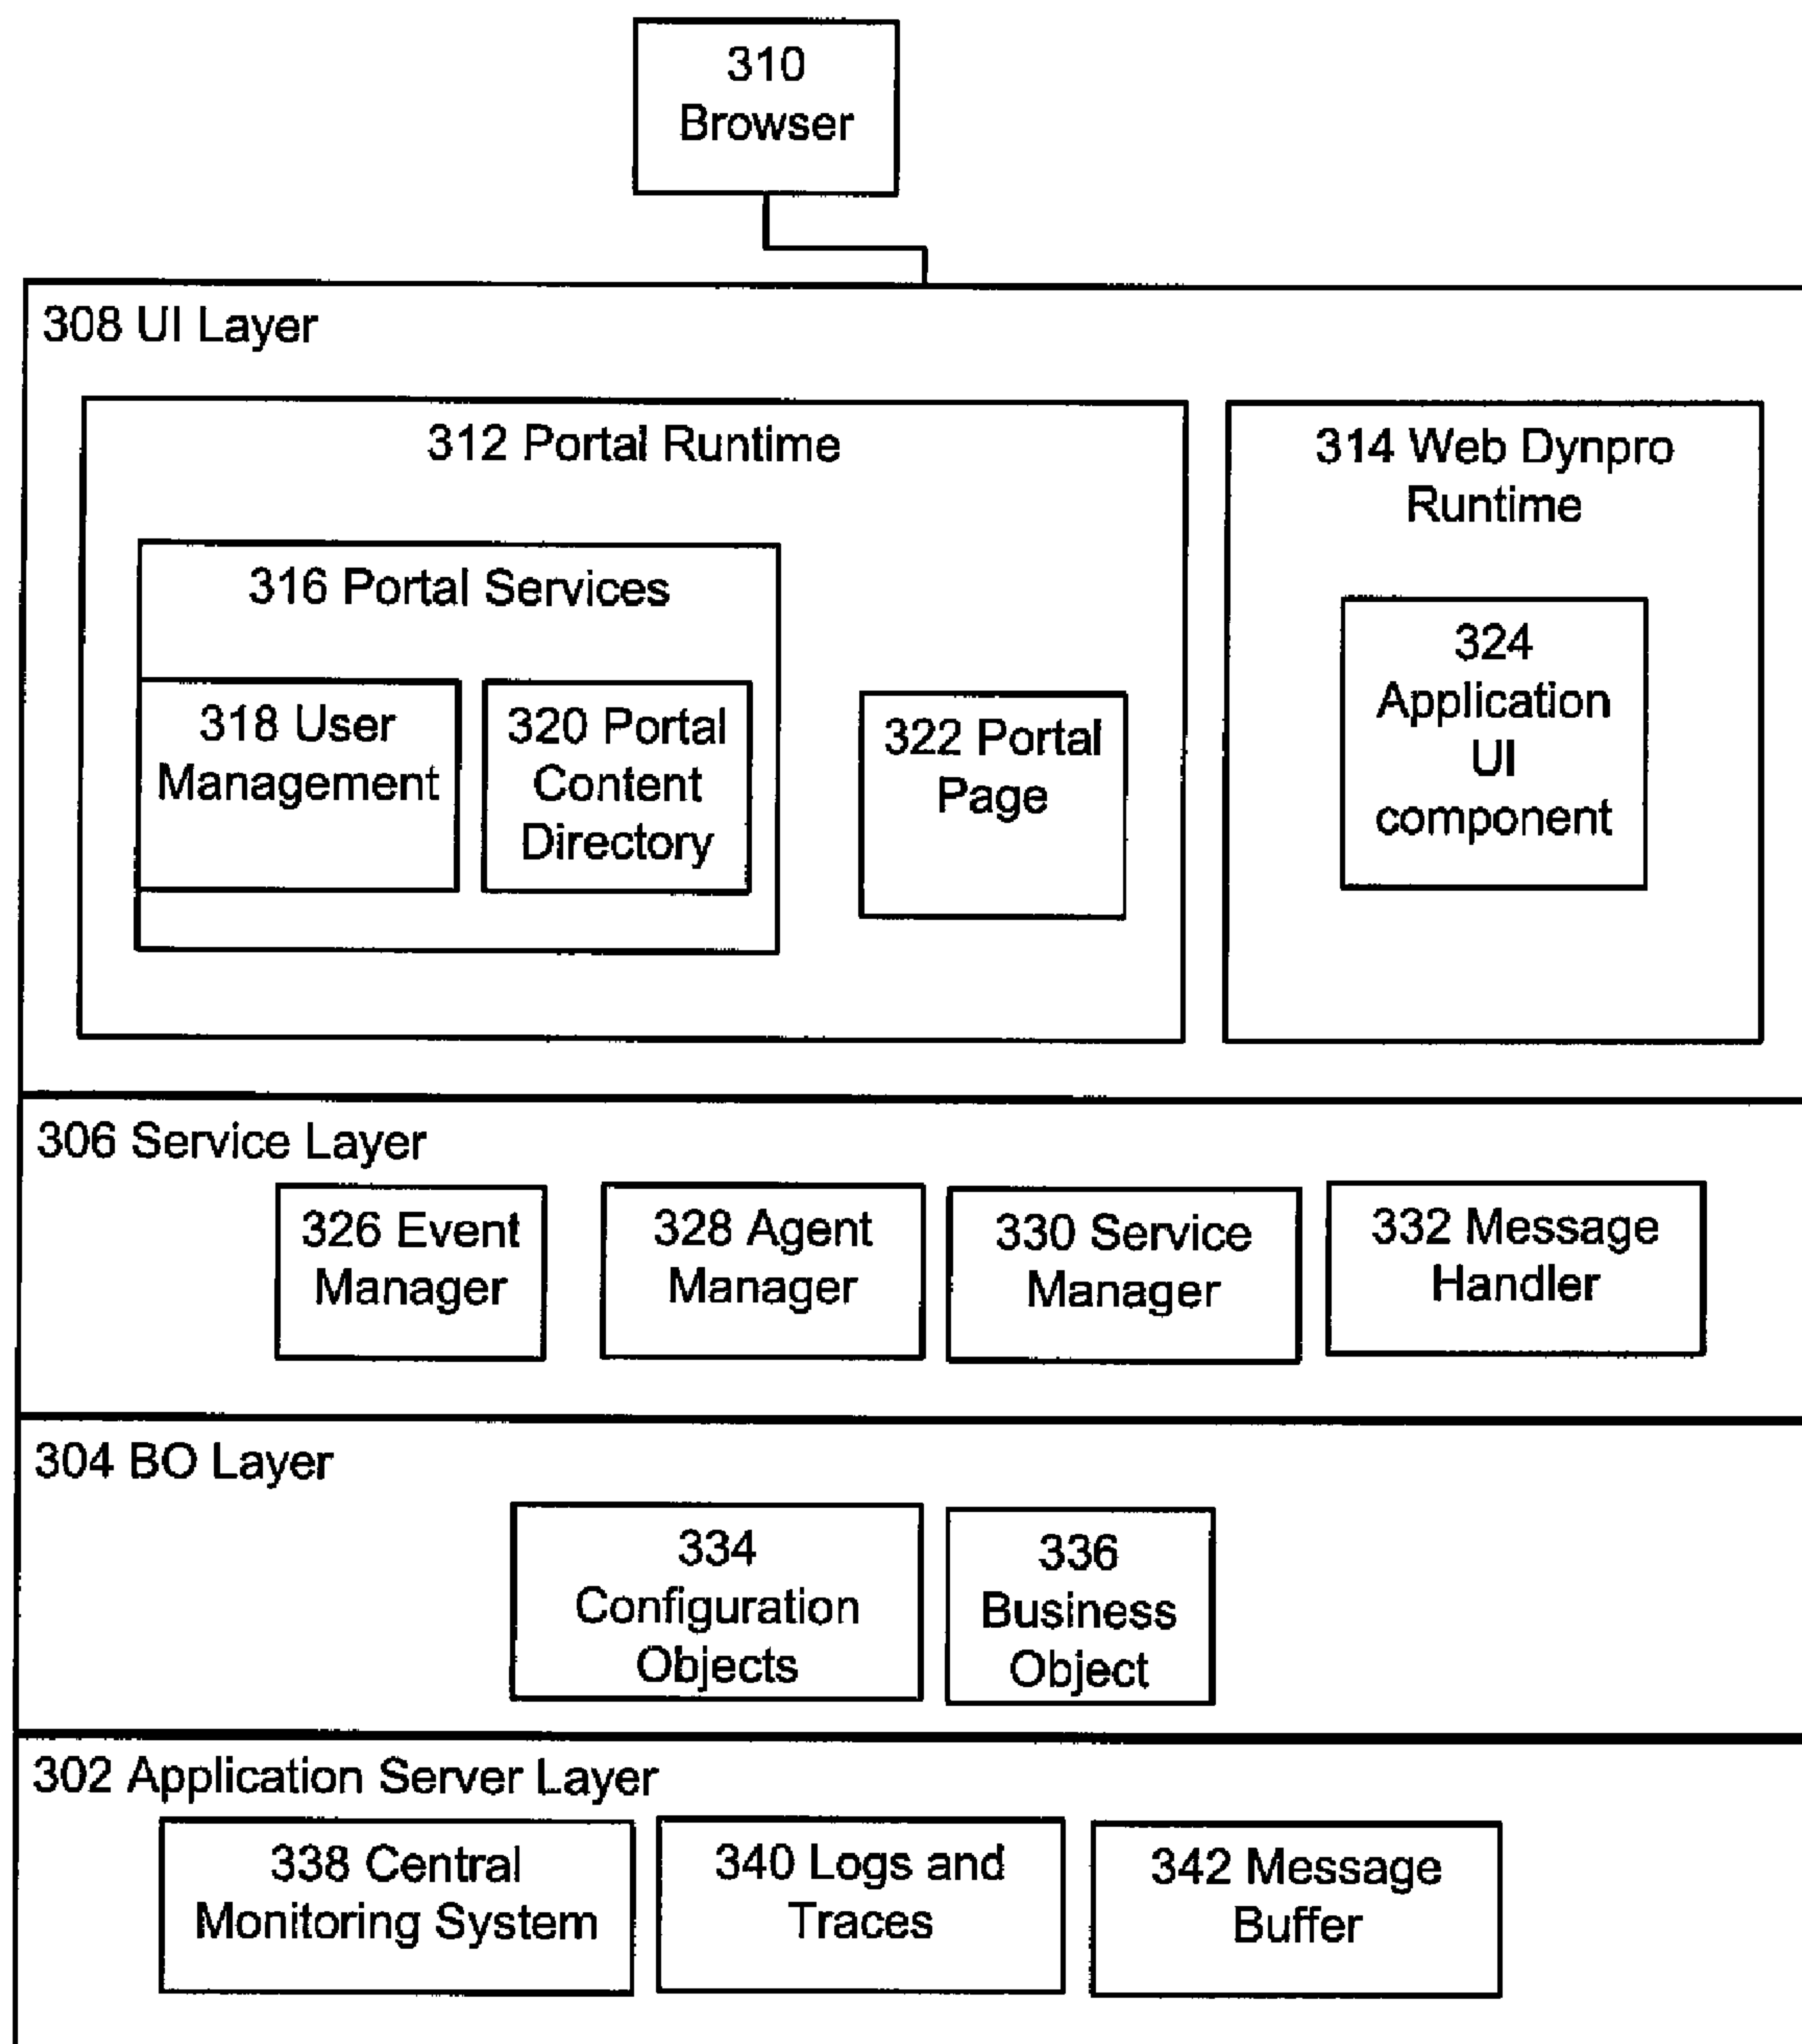 310
Browser
308 UI Layer
312 Portal Runtime
314 Web Dynpro
Runtime
316 Portal Services
318 User
Management
320 Portal
Content
Directory
322 Portal
Page
324
Application
UI
component
306 Service Layer
326 Event
Manager
328 Agent
Manager
330 Service
Manager
332 Message
Handler
304 BO Layer
334
Configuration
Objects
336
Business
Object
302 Application Server Layer
338 Central
Monitoring System
340 Logs and
Traces
342 Message
Buffer